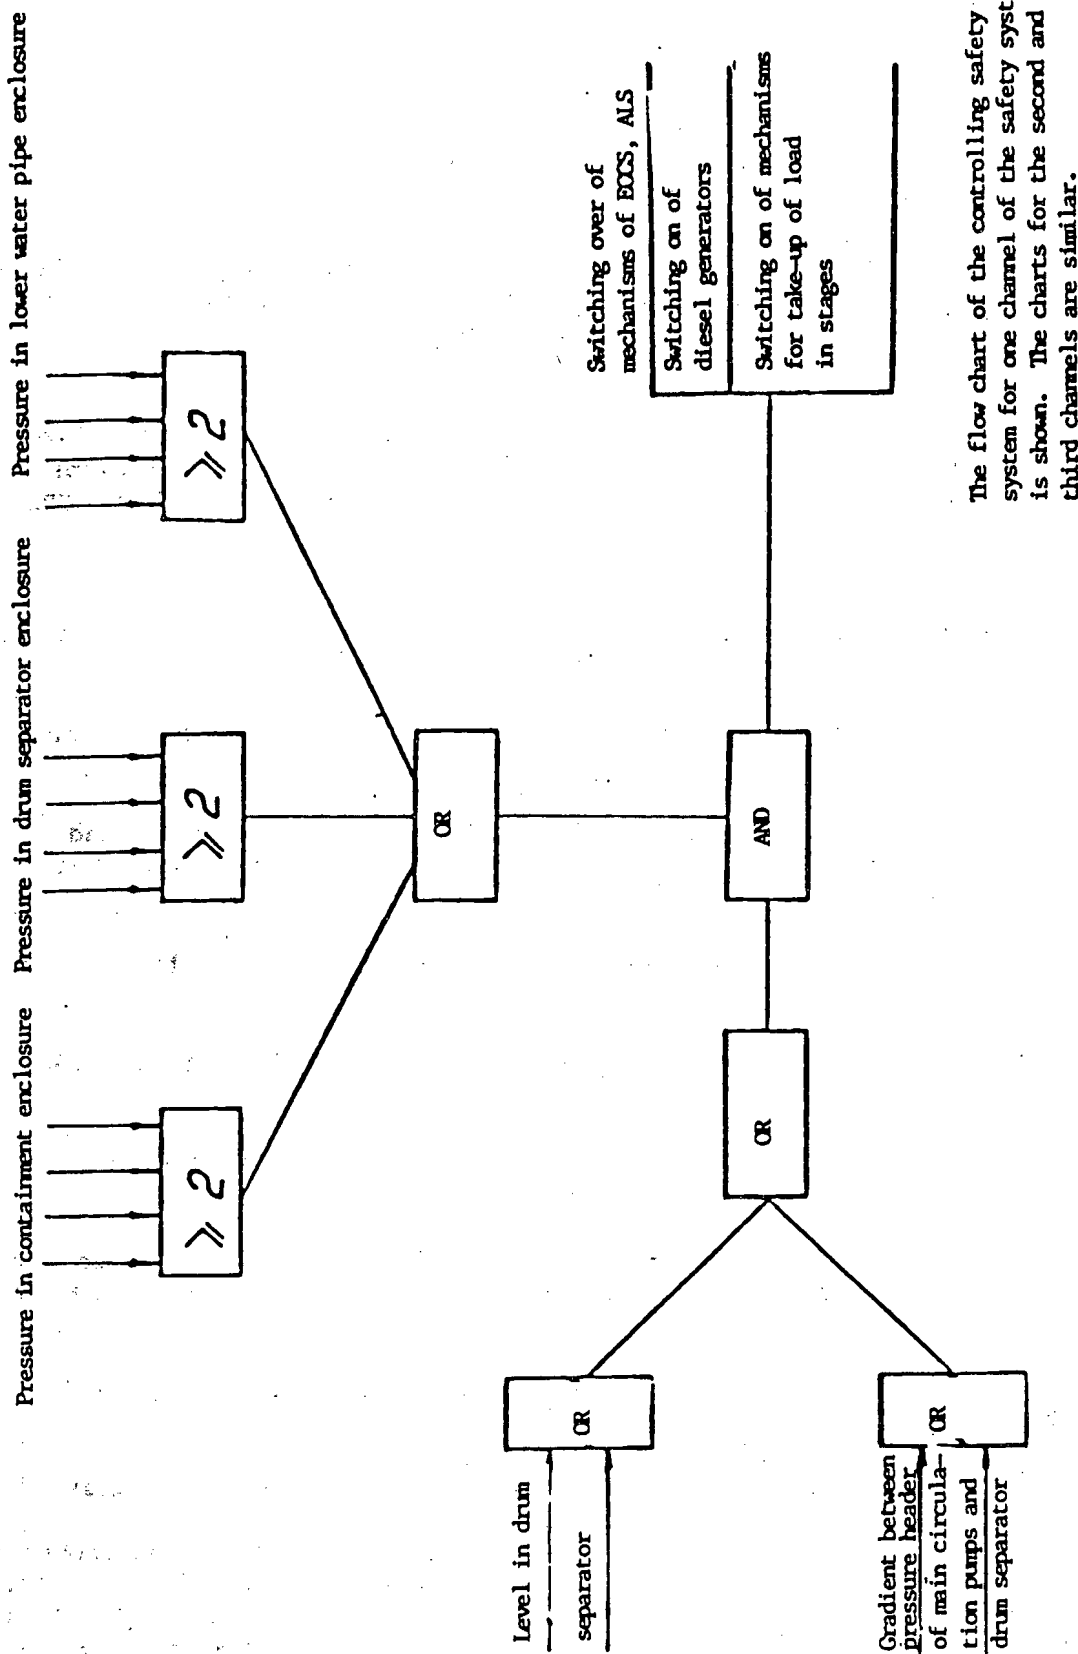 Pressure in containment enclosure
Pressure in drum separator enclosure
Pressure in lower water pipe enclosure
⩾ 2
⩾ 2
⩾ 2
OR
Level in drum
separator
OR
OR
AND
Gradient between
pressure header
of main circula-
tion pumps and
drum separator
OR
Switching over of
mechanisms of ECCS, ALS
Switching on of
diesel generators
Switching on of mechanisms
for take-up of load
in stages
The flow chart of the controlling safety
system for one channel of the safety syst
is shown. The charts for the second and
third channels are similar.